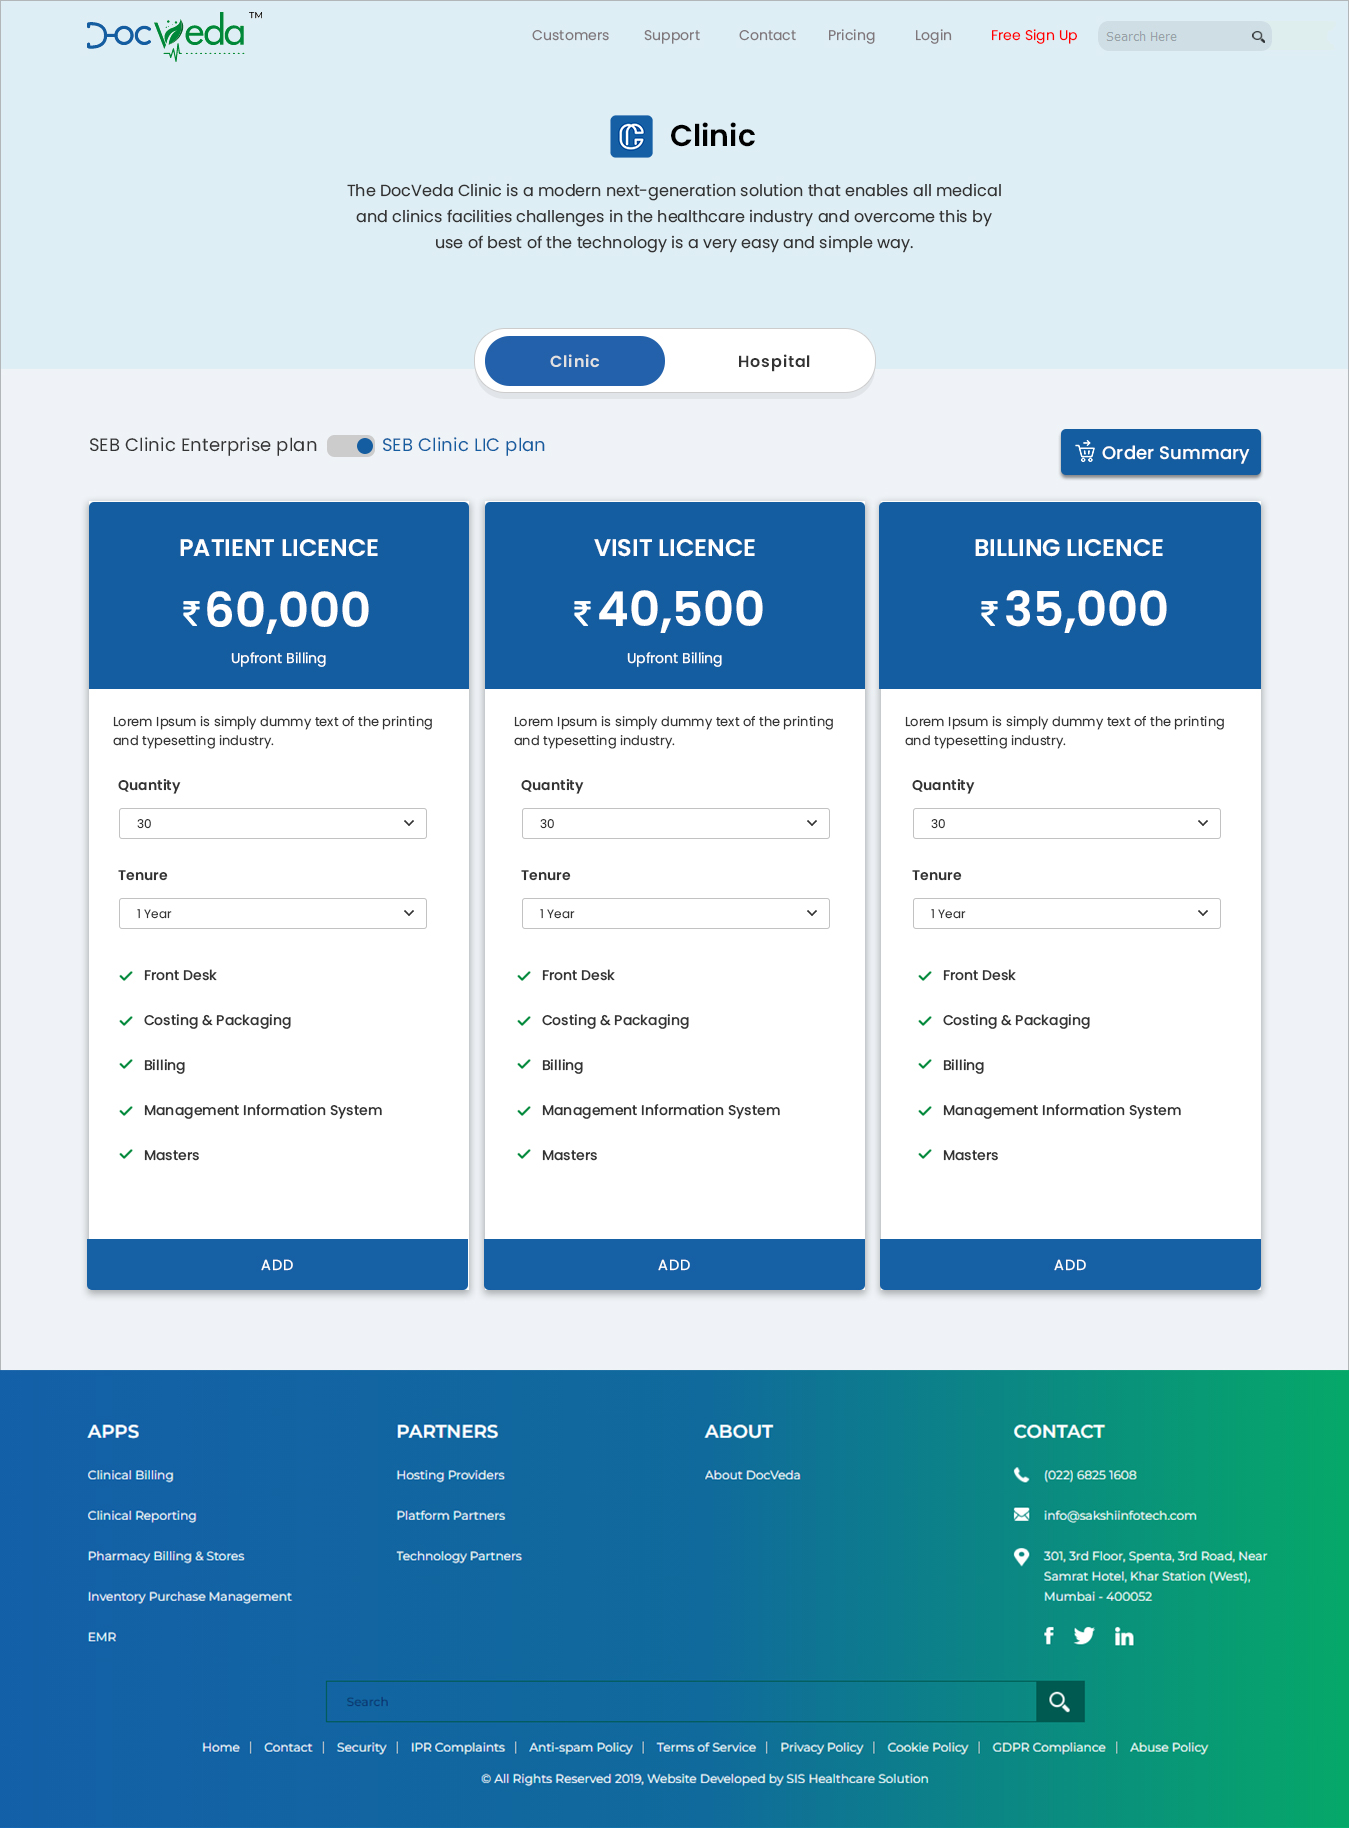 DocVeda TM
Customers Support Contact Pricing Login Free Sign Up Search Here
Clinic
The DocVeda Clinic is a modern next-generation solution that enables all medical
and clinics facilities challenges in the healthcare industry and overcome this by
use of best of the technology is a very easy and simple way.
Clinic Hospital
SEB Clinic Enterprise plan SEB Clinic LIC plan
Order Summary
PATIENT LICENCE
₹60,000
Upfront Billing
Lorem Ipsum is simply dummy text of the printing
and typesetting industry.
Quantity
30
Tenure
1 Year
Front Desk
Costing & Packaging
Billing
Management Information System
Masters
ADD
VISIT LICENCE
₹ 40,500
Upfront Billing
Lorem Ipsum is simply dummy text of the printing
and typesetting industry.
Quantity
30
Tenure
1 Year
Front Desk
Costing & Packaging
Billing
Management Information System
Masters
ADD
BILLING LICENCE
₹ 35,000
Lorem Ipsum is simply dummy text of the printing
and typesetting industry.
Quantity
30
Tenure
1 Year
Front Desk
Costing & Packaging
Billing
Management Information System
Masters
ADD
APPS
Clinical Billing
Clinical Reporting
Pharmacy Billing & Stores
Inventory Purchase Management
EMR
PARTNERS
Hosting Providers
Platform Partners
Technology Partners
ABOUT
About DocVeda
CONTACT
(022) 6825 1608
info@sakshiinfotech.com
301, 3rd Floor, Spenta, 3rd Road, Near
Samrat Hotel, Khar Station (West),
Mumbai - 400052
Search
Home | Contact | Security | IPR Complaints | Anti-spam Policy | Terms of Service | Privacy Policy | Cookie Policy | GDPR Compliance | Abuse Policy
© All Rights Reserved 2019, Website Developed by SIS Healthcare Solution